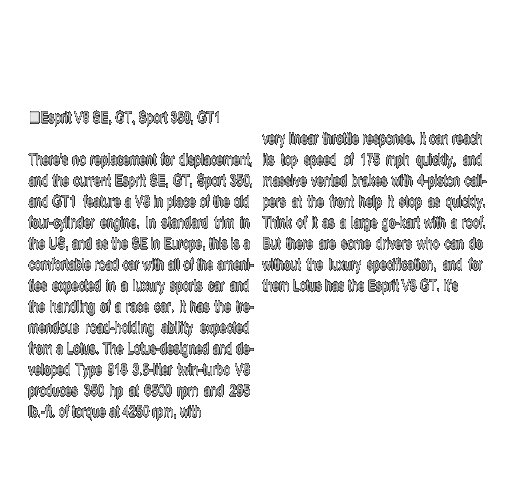 Esprit V8 SE, GT, Sport 350, GT1
There's no replacement for displacement,
and the current Esprit SE, GT, Sport 350,
and GT1 feature a V8 in place of the old
four-cylinder engine. In standard trim in
the US, and as the SE in Europe, this is a
comfortable road car with all of the ameni-
ties expected in a luxury sports car and
the handling of a race car. It has the tre-
mendous road-holding ability expected
from a Lotus. The Lotus-designed and de-
veloped Type 918 3.5-liter twin-turbo V8
produces 350 hp at 6500 rpm and 295
lb.-ft. of torque at 4250 rpm, with
very linear throttle response. It can reach
its top speed of 175 mph quickly, and
massive vented brakes with 4-piston cali-
pers at the front help it stop as quickly.
Think of it as a large go-kart with a roof.
But there are some drivers who can do
without the luxury specification, and for
them Lotus has the Esprit V8 GT. It's